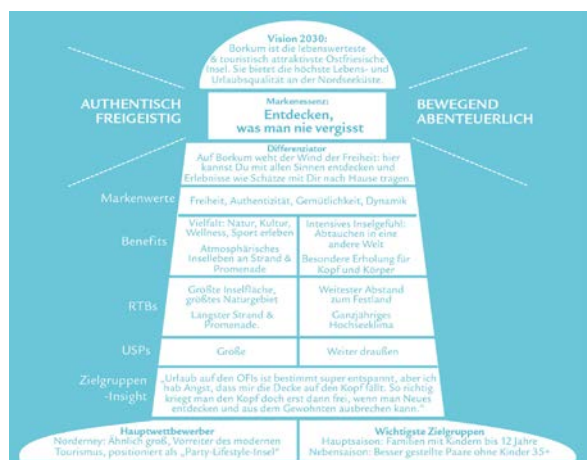 Vision 2030:
Borkum ist die lebenswerteste
& touristisch attraktivste Ostfriesische
Insel. Sie bietet die höchste Lebens- und
Urlaubsqualität an der Nordseeküste.
AUTHENTISCH
FREIGEISTIG
Markenessenz:
Entdecken,
was man nie vergisst
BEWEGEND
ABENTEUERLICH
Differenziator
Auf Borkum weht der Wind der Freiheit: hier
kannst Du mit allen Sinnen entdecken und
Erlebnisse wie Schätze mit Dir nach Hause tragen.
Markenwerte
Freiheit, Authentizität, Gemütlichkeit, Dynamik
Benefits
Vielfalt: Natur, Kultur,
Wellness, Sport erleben
Atmosphärisches
Inselleben an Strand &
Promenade
Intensives Inselgefühl:
Abtauchen in eine
andere Welt
Besondere Erholung für
Kopf und Körper
RTBs
Größte Inselfläche,
größtes Naturgebiet
Längster Strand &
Promenade.
Weitester Abstand
zum Festland
Ganzjähriges
Hochseeklima
USPs
Große
Weiter draußen
Zielgruppen
-Insight
„Urlaub auf den OFIs ist bestimmt super entspannt, aber ich
hab Angst, dass mir die Decke auf den Kopf fällt. So richtig
kriegt man den Kopf doch erst dann frei, wenn man Neues
entdecken und aus dem Gewohnten ausbrechen kann.“
Hauptwettbewerber
Norderney: Ähnlich groß, Vorreiter des modernen
Tourismus, positioniert als „Party-Lifestyle-Insel“
Wichtigste Zielgruppen
Hauptsaison: Familien mit Kindern bis 12 Jahre
Nebensaison: Besser gestellte Paare ohne Kinder 35+